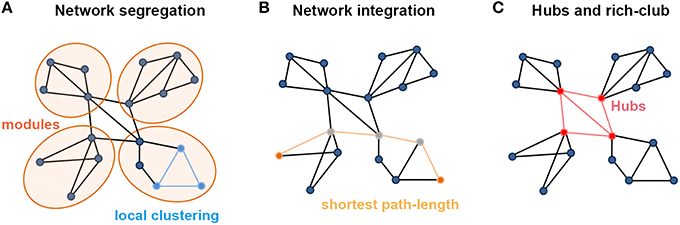 A Network segregation
modules
local clustering
B Network integration
shortest path-length
C Hubs and rich-club
Hubs